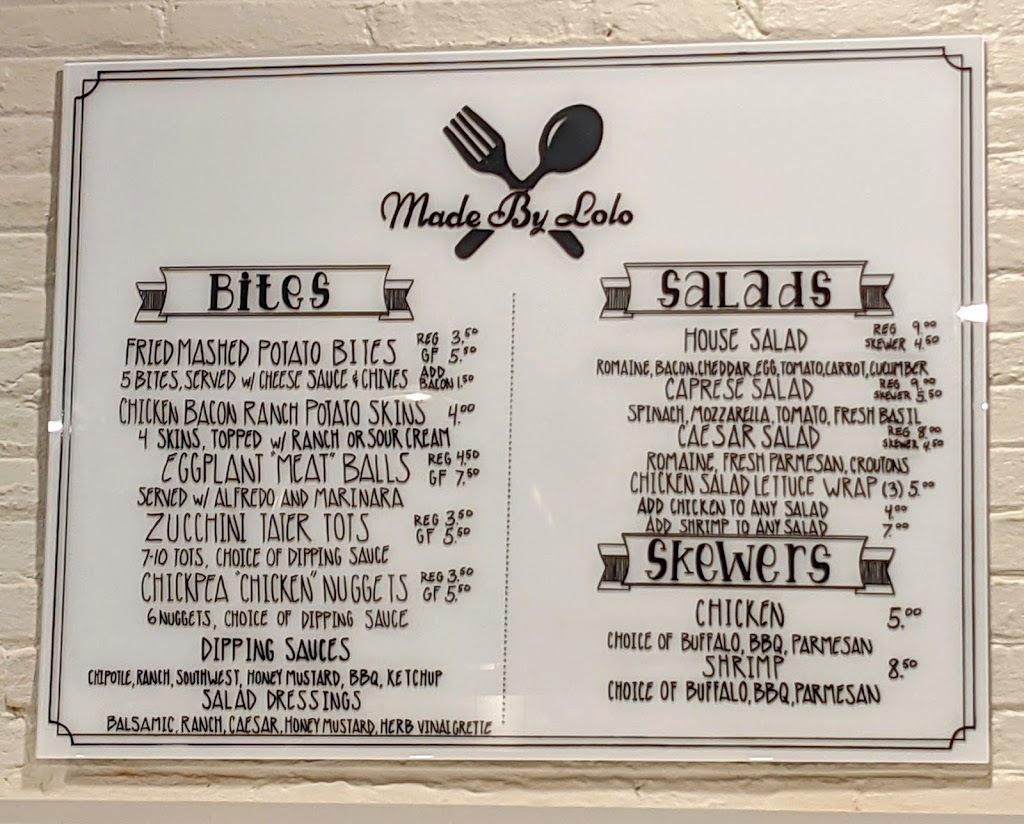 Made By Lolo
Bites
FRIED MASHED POTATO BITES REG 3.50 GF 5.50
5 BITES, SERVED w/ CHEESE SAUCE & CHIVES ADD BACON 1.50
CHICKEN BACON RANCH POTATO SKINS 4.00
4 SKINS, TOPPED w/ RANCH OR SOUR CREAM
EGGPLANT "MEAT" BALLS REG 4.50 GF 7.50
SERVED w/ ALFREDO AND MARINARA
ZUCCHINI TATER TOTS REG 3.50 GF 5.50
7-10 TOTS, CHOICE OF DIPPING SAUCE
CHICKPEA "CHICKEN" NUGGETS REG 3.50 GF 5.50
6 NUGGETS, CHOICE OF DIPPING SAUCE
DIPPING SAUCES
CHIPOTLE, RANCH, SOUTHWEST, HONEY MUSTARD, BBQ, KETCHUP
SALAD DRESSINGS
BALSAMIC, RANCH, CAESAR, HONEY MUSTARD, HERB VINAIGRETTE
Salads
HOUSE SALAD REG 9.00 SKEWER 4.50
ROMAINE, BACON, CHEDDAR, EGG, TOMATO, CARROT, CUCUMBER
CAPRESE SALAD REG 9.00 SKEWER 5.50
SPINACH, MOZZARELLA, TOMATO, FRESH BASIL
CAESAR SALAD REG 8.00 SKEWER 4.50
ROMAINE, FRESH PARMESAN, CROUTONS
CHICKEN SALAD LETTUCE WRAP (3) 5.00
ADD CHICKEN TO ANY SALAD 4.00
ADD SHRIMP TO ANY SALAD 7.00
Skewers
CHICKEN 5.00
CHOICE OF BUFFALO, BBQ, PARMESAN
SHRIMP 8.50
CHOICE OF BUFFALO, BBQ, PARMESAN